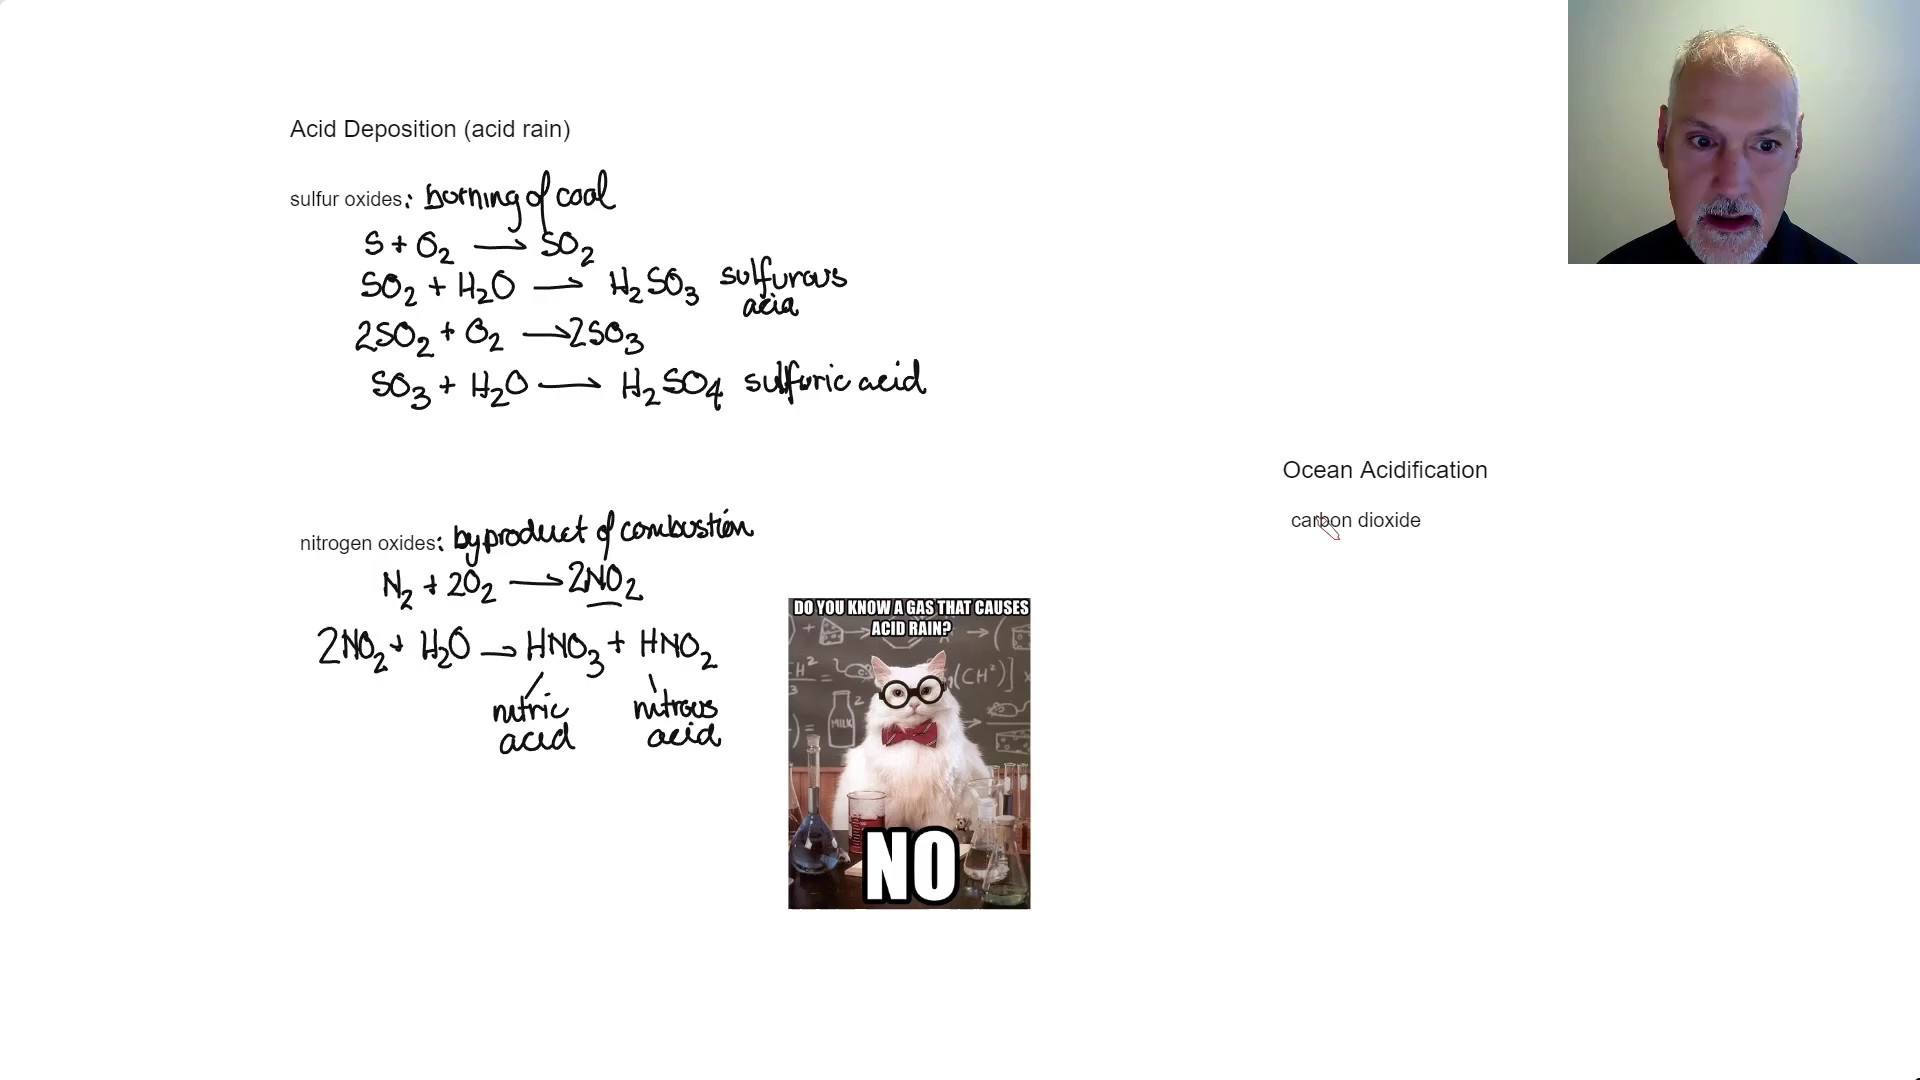 Acid Deposition (acid rain)
sulfur oxides: burning of coal
S + O₂ → SO₂
SO₂ + H₂O → H₂SO₃ sulfurous
acid
2SO₂ + O₂ → 2SO₃
SO₃ + H₂O → H₂SO₄ sulfuric acid
nitrogen oxides: byproduct of combustion
N₂ + 2O₂ → 2NO₂
2NO₂ + H₂O → HNO₃ + HNO₂
nitric nitrous
acid acid
DO YOU KNOW A GAS THAT CAUSES
ACID RAIN?
(CH²)]
MILK
NO
Ocean Acidification
carbon dioxide